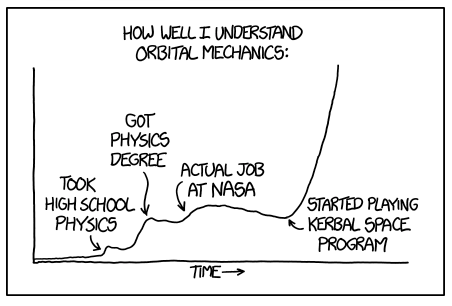 HOW WELL I UNDERSTAND
ORBITAL MECHANICS:
GOT
PHYSICS
DEGREE
ACTUAL JOB
AT NASA
TOOK
HIGH SCHOOL
PHYSICS
STARTED PLAYING
KERBAL SPACE
PROGRAM
TIME